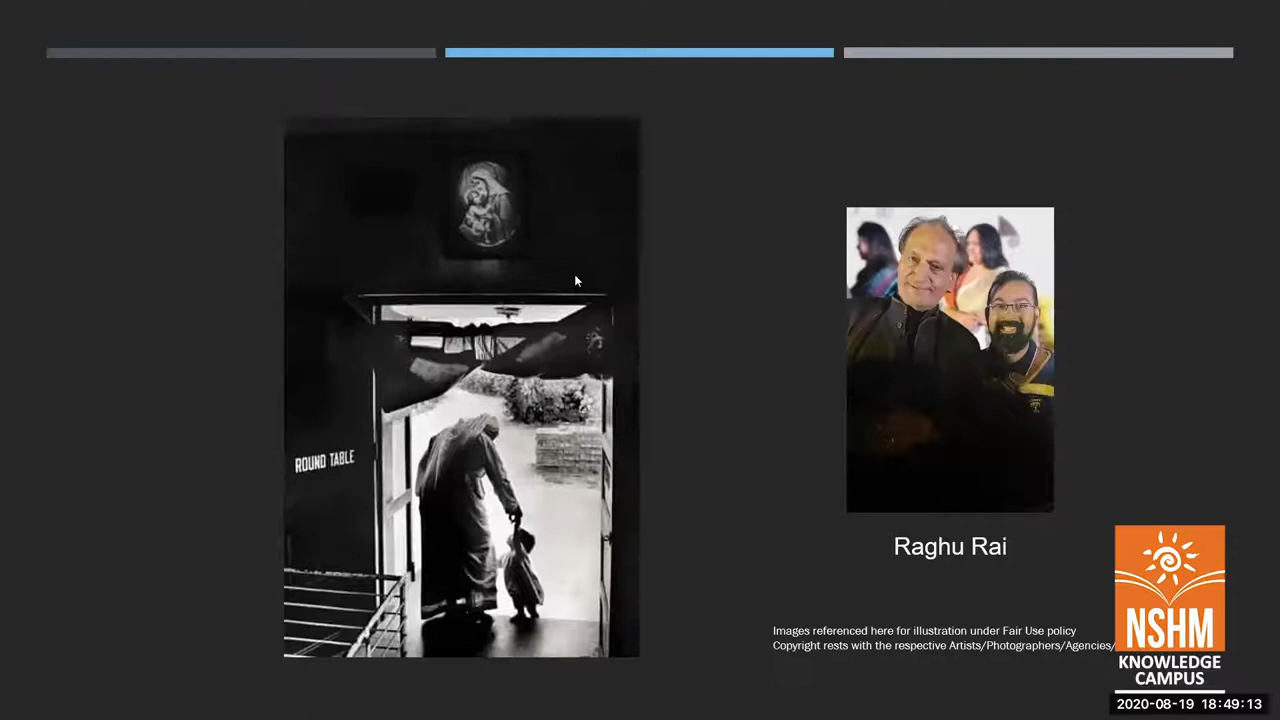 ROUND TABLE
Raghu Rai
Images referenced here for illustration under Fair Use policy
Copyright rests with the respective Artists/Photographers/Agencies/
NSHM
KNOWLEDGE
CAMPUS
2020-08-19 18:49:13